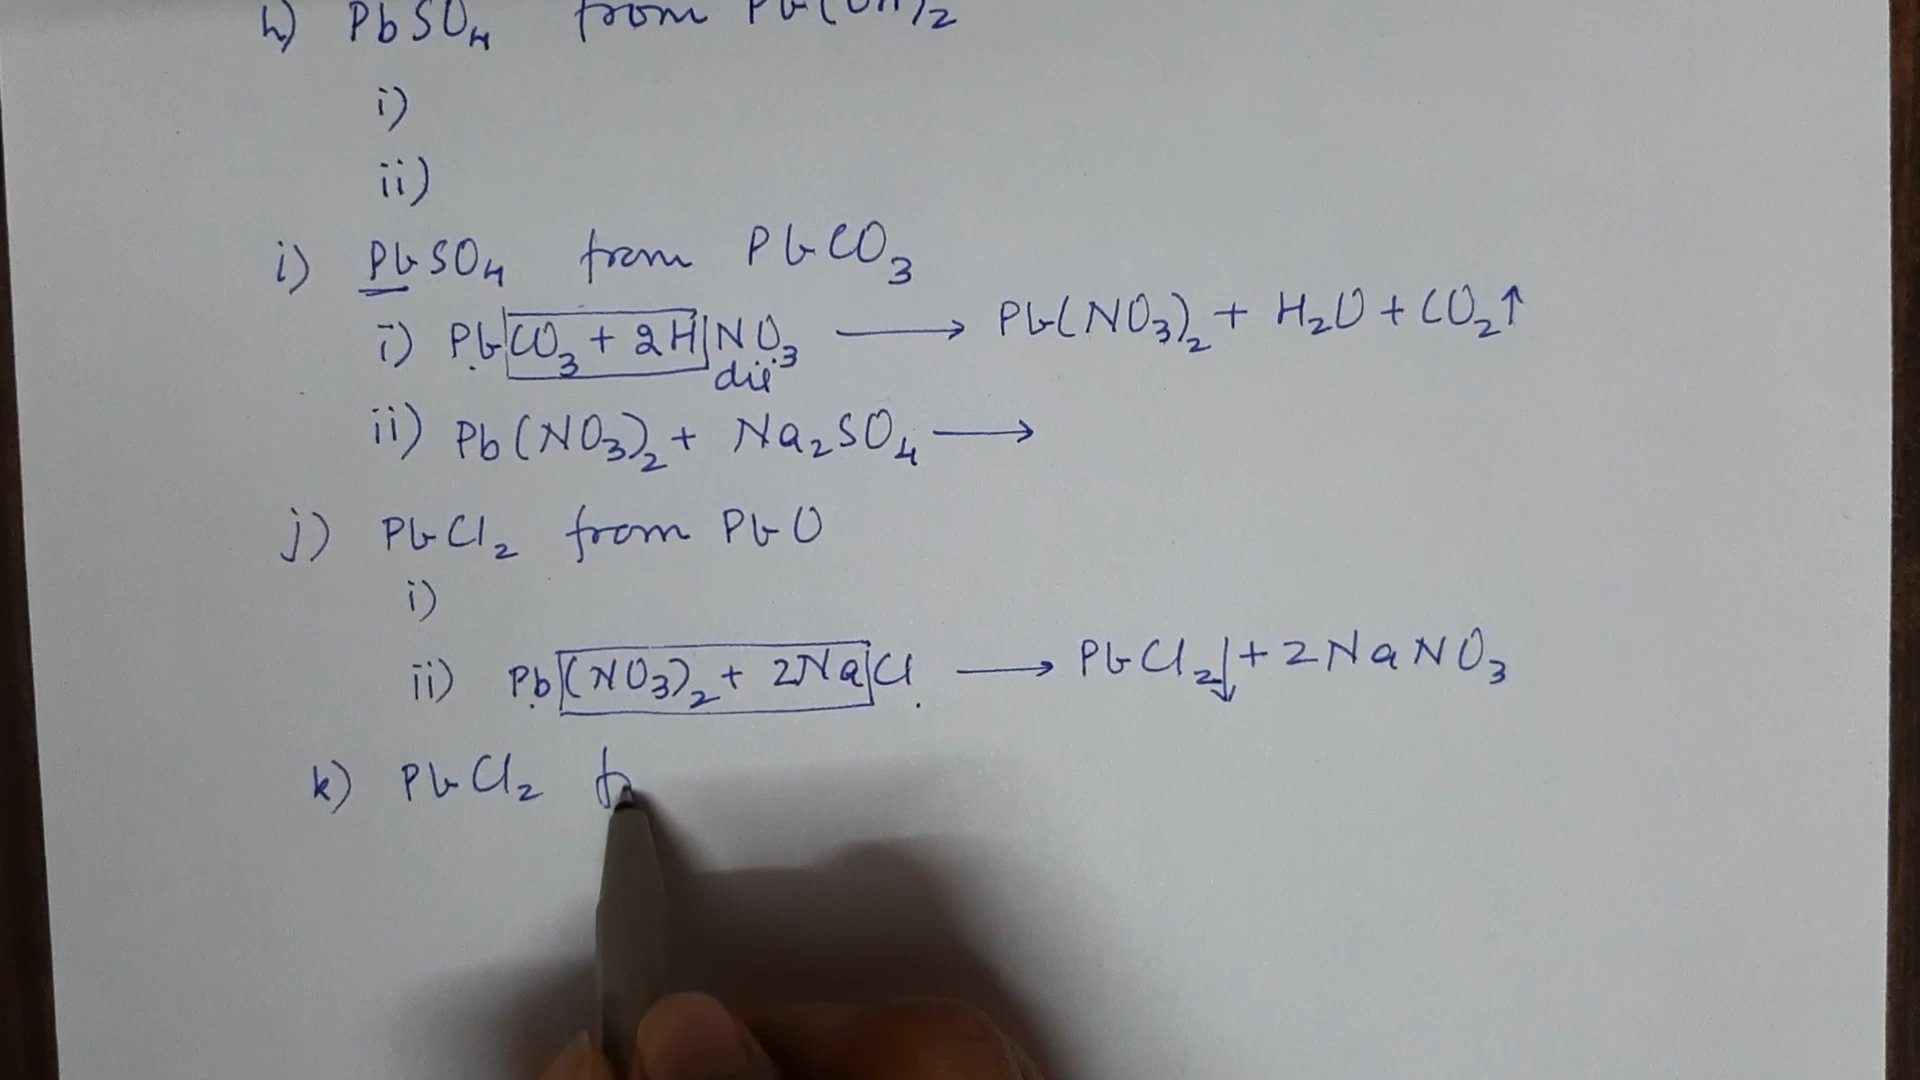 h) PbSO₄ from Pb(OH)₂
i)
ii)
i) PbSO₄ from PbCO₃
i) PbCO₃ + 2HNO₃ ⟶ Pb(NO₃)₂ + H₂O + CO₂↑
dil
ii) Pb(NO₃)₂ + Na₂SO₄ ⟶
j) PbCl₂ from PbO
i)
ii) Pb(NO₃)₂ + 2NaCl ⟶ PbCl₂↓ + 2NaNO₃
k) PbCl₂ fr